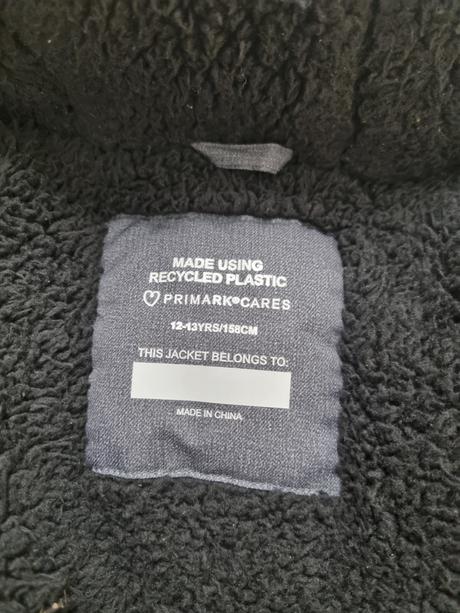 MADE USING
RECYCLED PLASTIC
PRIMARK®CARES
12-13YRS/158CM
THIS JACKET BELONGS TO:
MADE IN CHINA